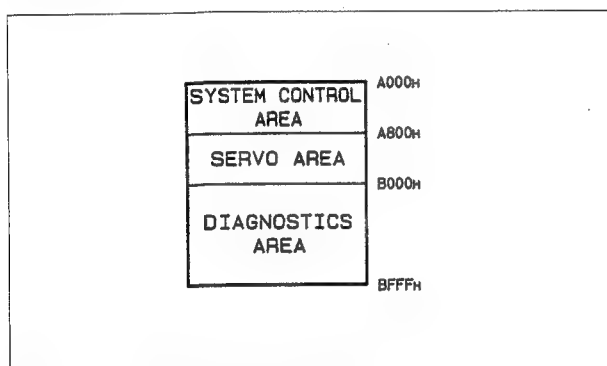 A000H
SYSTEM CONTROL
AREA
A800H
SERVO AREA
B000H
DIAGNOSTICS
AREA
BFFFH